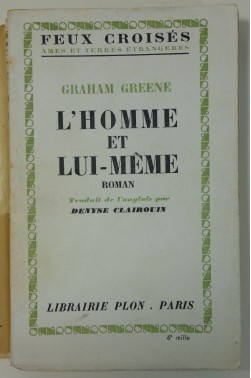 FEUX CROISÉS
ÂMES ET TERRES ÉTRANGÈRES
GRAHAM GREENE
L'HOMME
ET
LUI-MÊME
ROMAN
Traduit de l'anglais par
DENYSE CLAIROUIN
LIBRAIRIE PLON . PARIS
6e mille